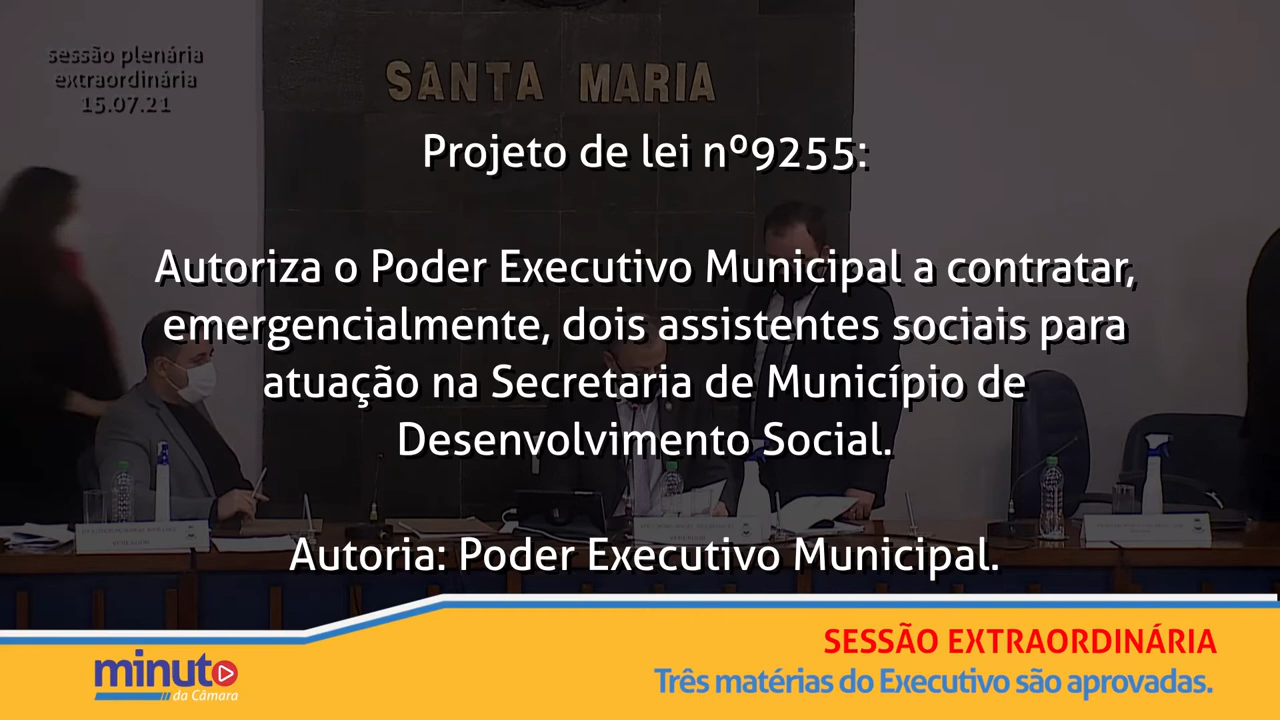 sessão plenária
extraordinária
15.07.21
SANTA MARIA
Projeto de lei nº9255:
Autoriza o Poder Executivo Municipal a contratar,
emergencialmente, dois assistentes sociais para
atuação na Secretaria de Município de
Desenvolvimento Social.
Autoria: Poder Executivo Municipal.
SESSÃO EXTRAORDINÁRIA
Três matérias do Executivo são aprovadas.
minuto
da Câmara